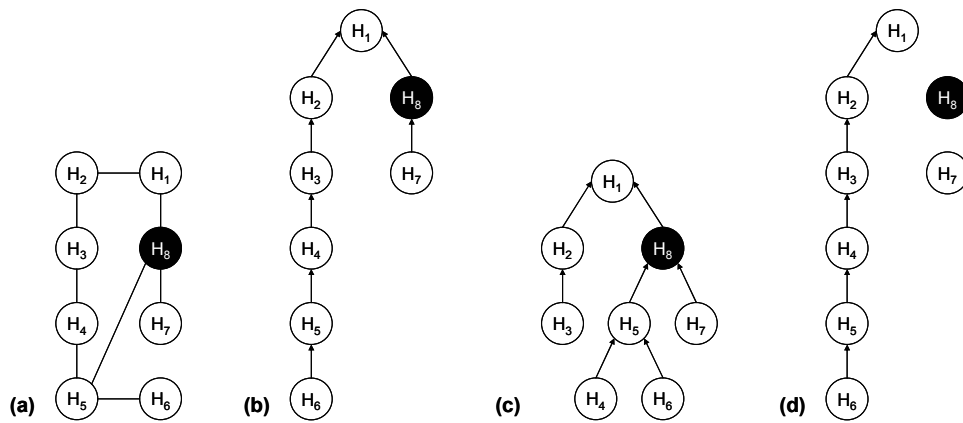 H₂ H₁
H₃ H₈
H₄ H₇
(a) H₅ H₆
H₁
H₂ H₈
H₃ H₇
H₄
H₅
(b) H₆
H₁
H₂ H₈
H₃ H₅ H₇
(c) H₄ H₆
H₁
H₂ H₈
H₃ H₇
H₄
H₅
(d) H₆